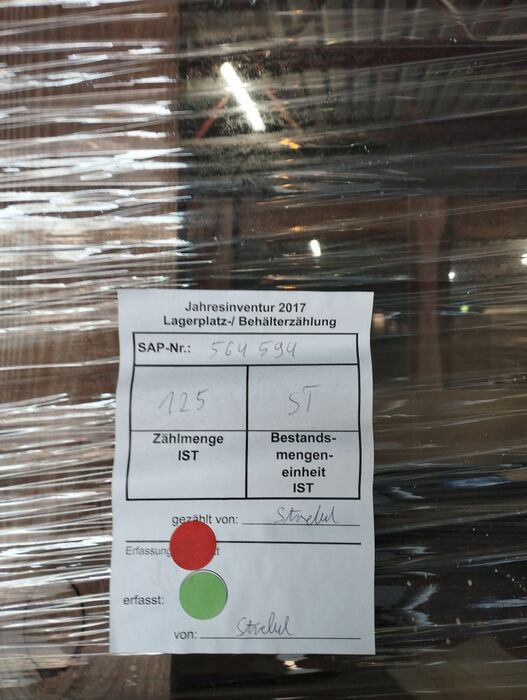 Jahresinventur 2017
Lagerplatz-/ Behälterzählung
SAP-Nr.: 564 594
125 ST
Zählmenge
IST
Bestands-
mengen-
einheit
IST
gezählt von:
Erfassung
erfasst:
von: